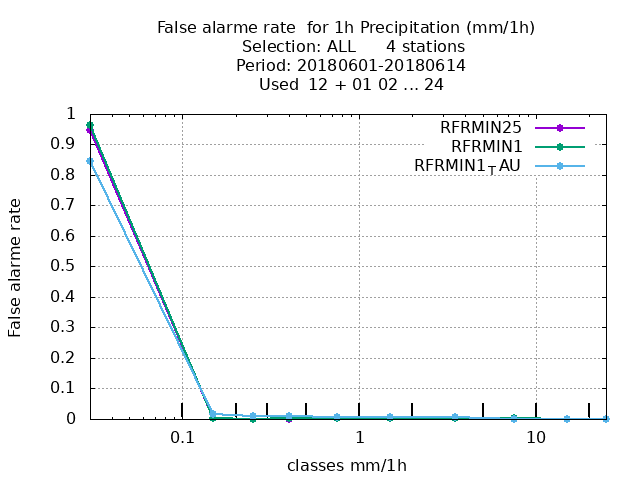 False alarme rate  for 1h Precipitation (mm/1h)
Selection: ALL      4 stations
Period: 20180601-20180614
Used  12 + 01 02 ... 24
RFRMIN25
RFRMIN1
RFRMIN1TAU
False alarme rate
1
0.9
0.8
0.7
0.6
0.5
0.4
0.3
0.2
0.1
0
0.1 1 10
classes mm/1h